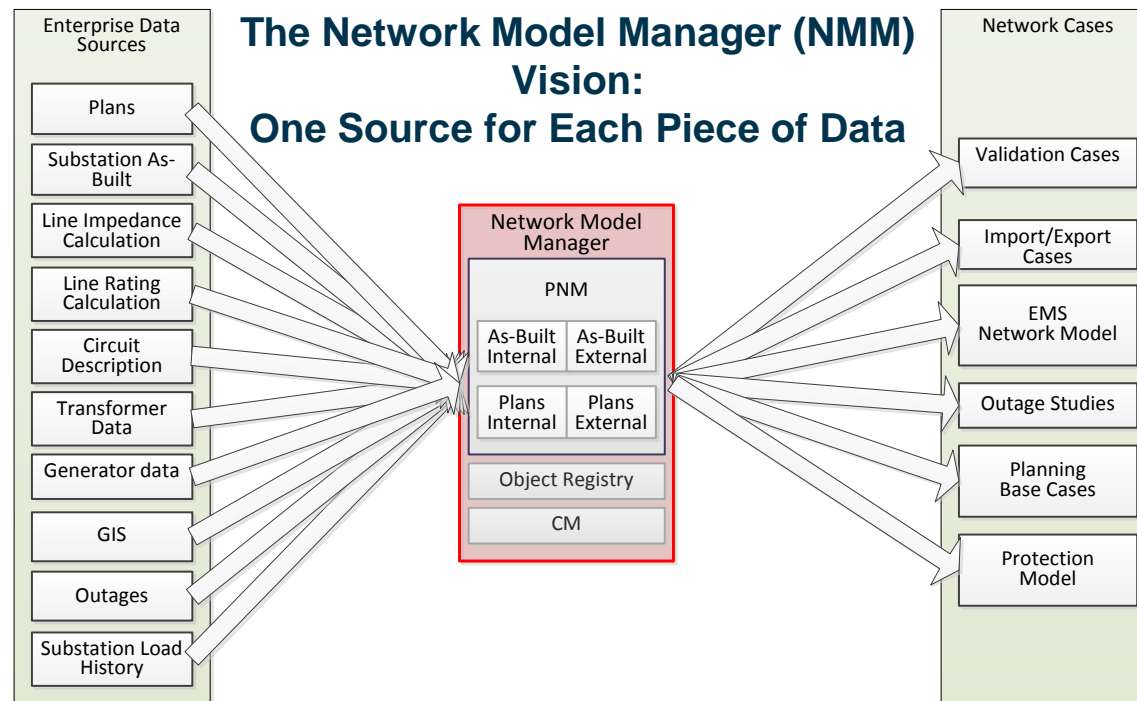 Enterprise Data
Sources
Plans
Substation As-
Built
Line Impedance
Calculation
Line Rating
Calculation
Circuit
Description
Transformer
Data
Generator data
GIS
Outages
Substation Load
History
The Network Model Manager (NMM)
Vision:
One Source for Each Piece of Data
Network Model
Manager
PNM
As-Built
Internal
As-Built
External
Plans
Internal
Plans
External
Object Registry
CM
Network Cases
Validation Cases
Import/Export
Cases
EMS
Network Model
Outage Studies
Planning
Base Cases
Protection
Model